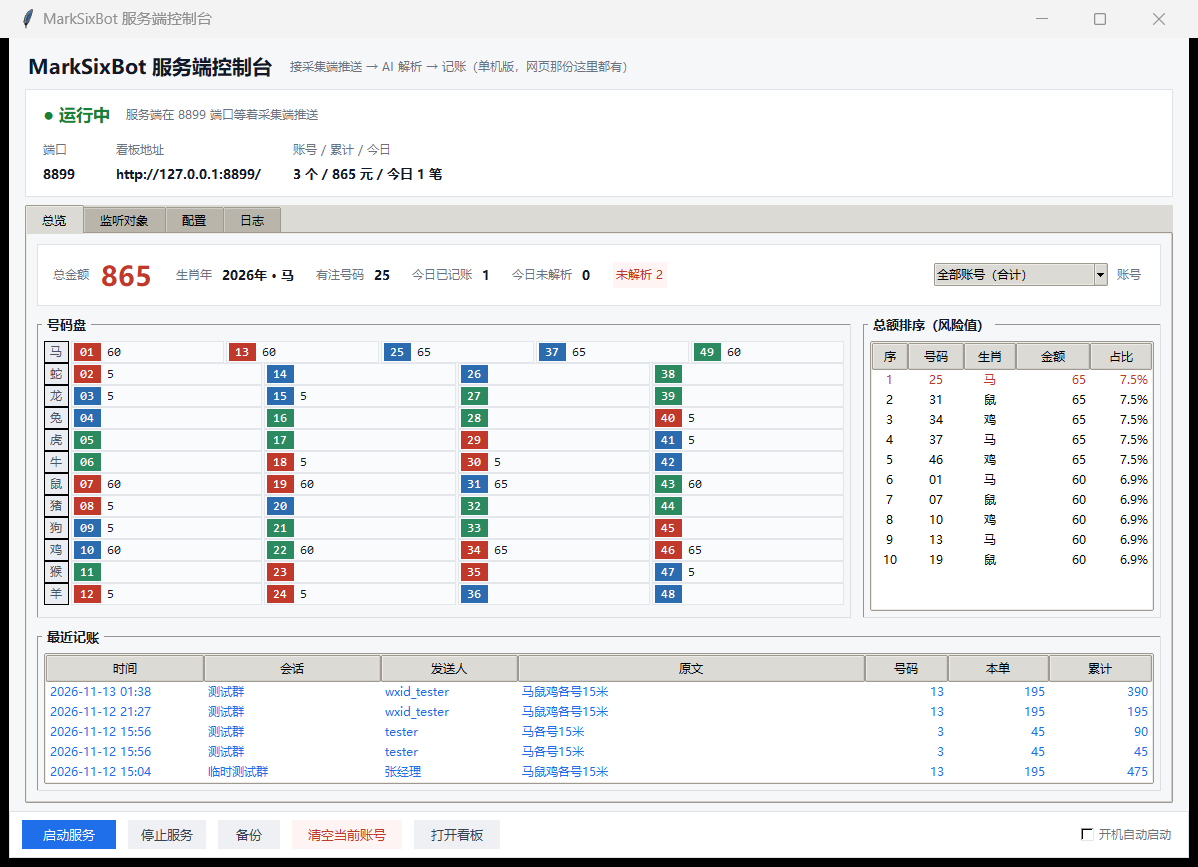 MarkSixBot 服务端控制台
MarkSixBot 服务端控制台 接采集端推送 → AI 解析 → 记账（单机版，网页那份这里都有）
● 运行中 服务端在 8899 端口等着采集端推送
端口 看板地址 账号 / 累计 / 今日
8899 http://127.0.0.1:8899/ 3 个 / 865 元 / 今日 1 笔
总览 监听对象 配置 日志
总金额 865 生肖年 2026年 · 马 有注号码 25 今日已记账 1 今日未解析 0 未解析 2 全部账号（合计） 账号
号码盘
马 01 60 13 60 25 65 37 65 49 60
蛇 02 5 14 26 38
龙 03 5 15 5 27 39
兔 04 16 28 40 5
虎 05 17 29 41 5
牛 06 18 5 30 5 42
鼠 07 60 19 60 31 65 43 60
猪 08 5 20 32 44
狗 09 5 21 33 45
鸡 10 60 22 60 34 65 46 65
猴 11 23 35 47 5
羊 12 5 24 5 36 48
总额排序（风险值）
序 号码 生肖 金额 占比
1 25 马 65 7.5%
2 31 鼠 65 7.5%
3 34 鸡 65 7.5%
4 37 马 65 7.5%
5 46 鸡 65 7.5%
6 01 马 60 6.9%
7 07 鼠 60 6.9%
8 10 鸡 60 6.9%
9 13 马 60 6.9%
10 19 鼠 60 6.9%
最近记账
时间 会话 发送人 原文 号码 本单 累计
2026-11-13 01:38 测试群 wxid_tester 马鼠鸡各号15米 13 195 390
2026-11-12 21:27 测试群 wxid_tester 马鼠鸡各号15米 13 195 195
2026-11-12 15:56 测试群 tester 马各号15米 3 45 90
2026-11-12 15:56 测试群 tester 马各号15米 3 45 45
2026-11-12 15:04 临时测试群 张经理 马鼠鸡各号15米 13 195 475
启动服务 停止服务 备份 清空当前账号 打开看板 开机自动启动